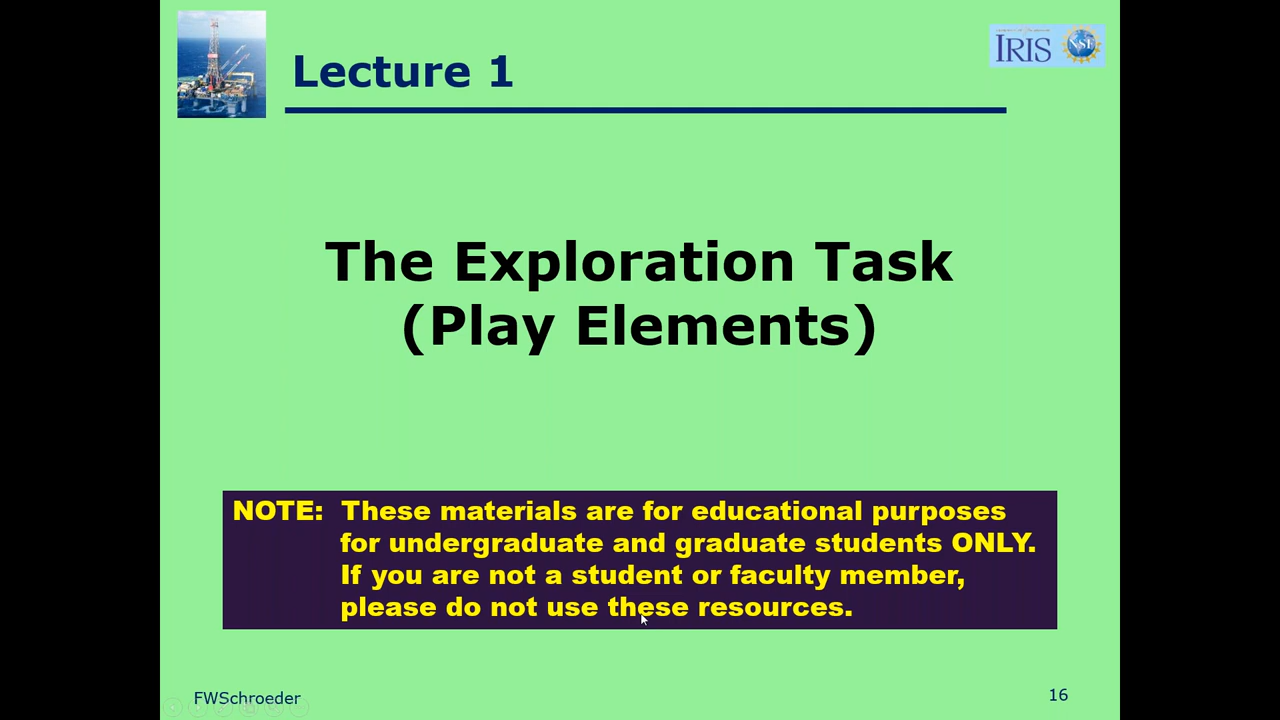 Lecture 1
IRIS
NSF
The Exploration Task
(Play Elements)
NOTE: These materials are for educational purposes
for undergraduate and graduate students ONLY.
If you are not a student or faculty member,
please do not use these resources.
FWSchroeder
16